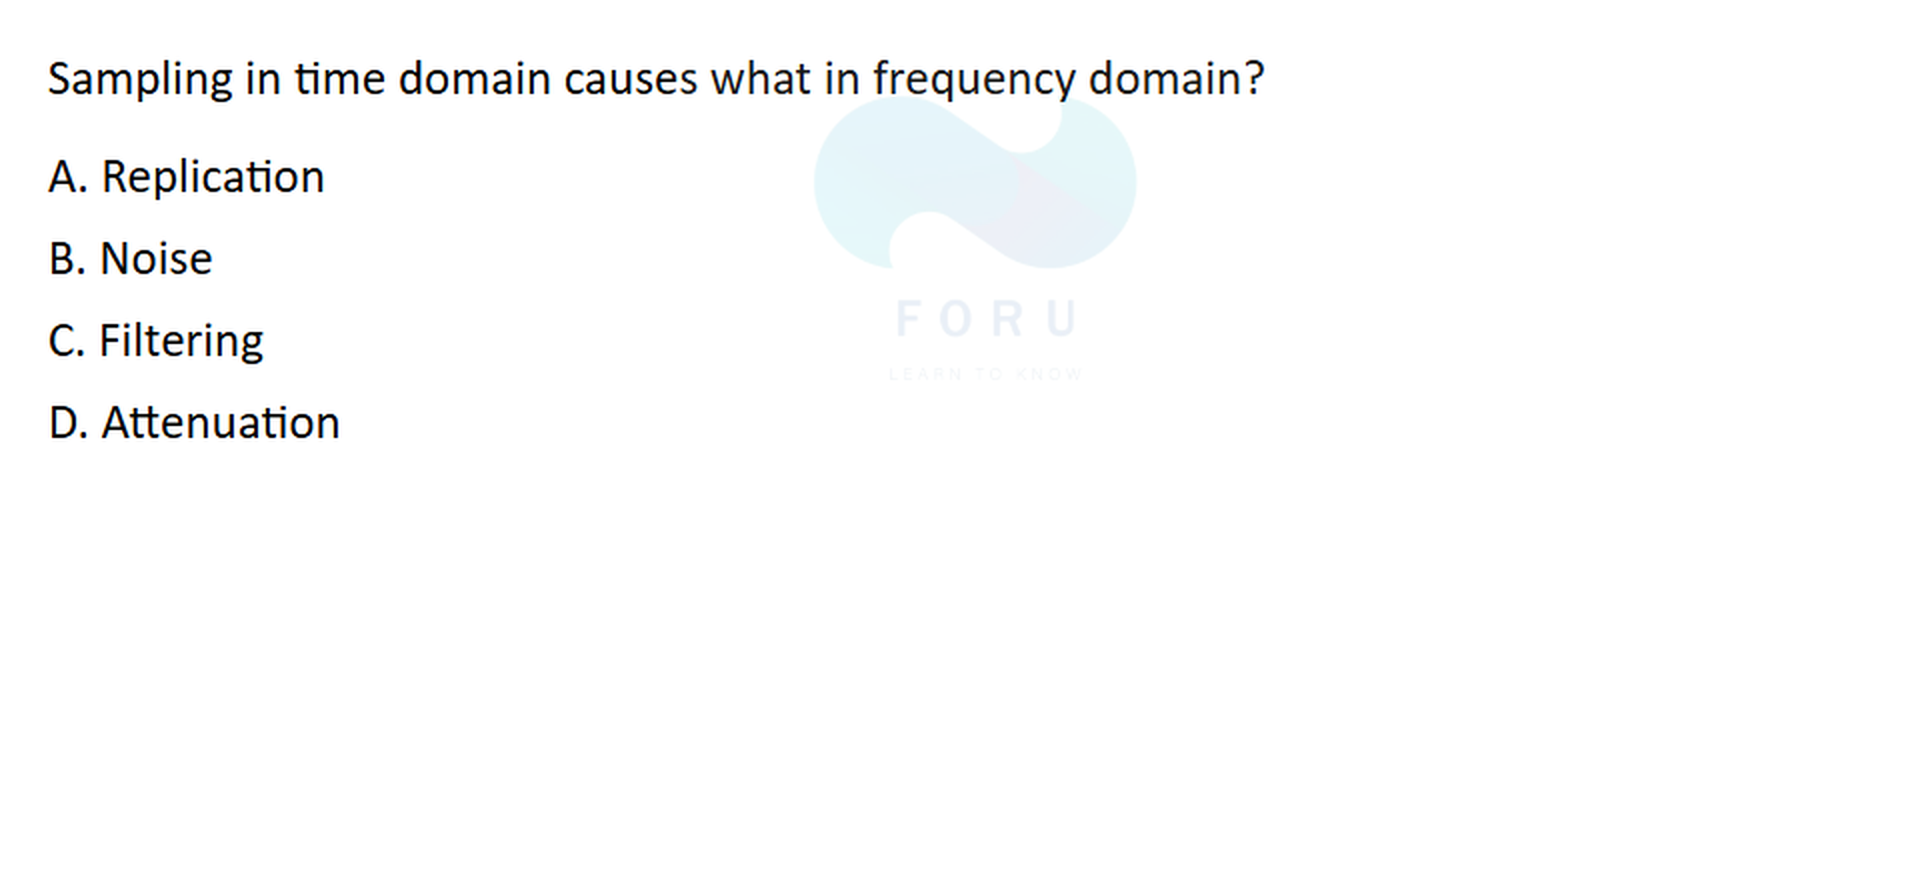 Sampling in time domain causes what in frequency domain?
A. Replication
B. Noise
C. Filtering
D. Attenuation
FORU
LEARN TO KNOW